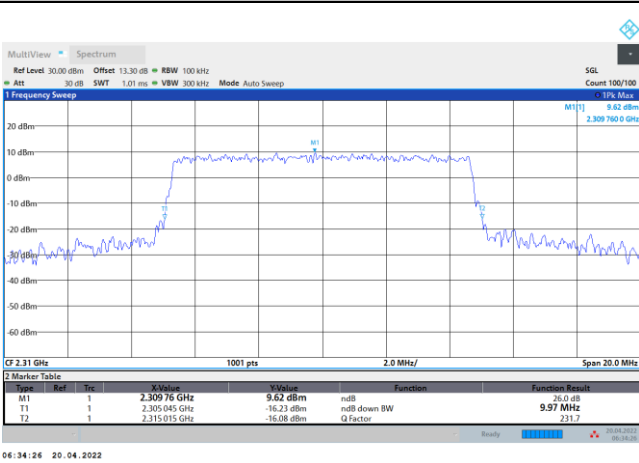 MultiView Spectrum
Ref Level 30.00 dBm Offset 13.30 dB RBW 100 kHz SGL
Att 30 dB SWT 1.01 ms VBW 300 kHz Mode Auto Sweep Count 100/100
1 Frequency Sweep 1Pk Max
M1[1] 9.62 dBm
2.309 760 0 GHz
M1
20 dBm
10 dBm
0 dBm
-10 dBm
T1 T2
-20 dBm
-30 dBm
-40 dBm
-50 dBm
-60 dBm
CF 2.31 GHz 1001 pts 2.0 MHz/ Span 20.0 MHz
2 Marker Table
Type Ref Trc X-Value Y-Value Function Function Result
M1 1 2.309 76 GHz 9.62 dBm ndB 26.0 dB
T1 1 2.305 045 GHz -16.23 dBm ndB down BW 9.97 MHz
T2 1 2.315 015 GHz -16.08 dBm Q Factor 231.7
Ready 20.04.2022
06:34:26
06:34:26 20.04.2022